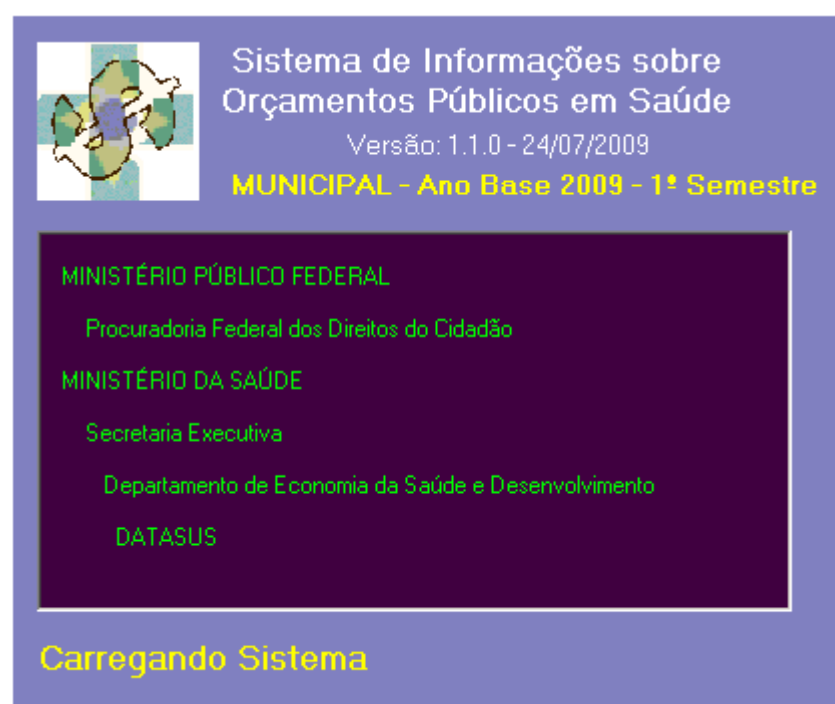 Sistema de Informações sobre
Orçamentos Públicos em Saúde
Versão: 1.1.0 - 24/07/2009
MUNICIPAL - Ano Base 2009 - 1º Semestre
MINISTÉRIO PÚBLICO FEDERAL
Procuradoria Federal dos Direitos do Cidadão
MINISTÉRIO DA SAÚDE
Secretaria Executiva
Departamento de Economia da Saúde e Desenvolvimento
DATASUS
Carregando Sistema